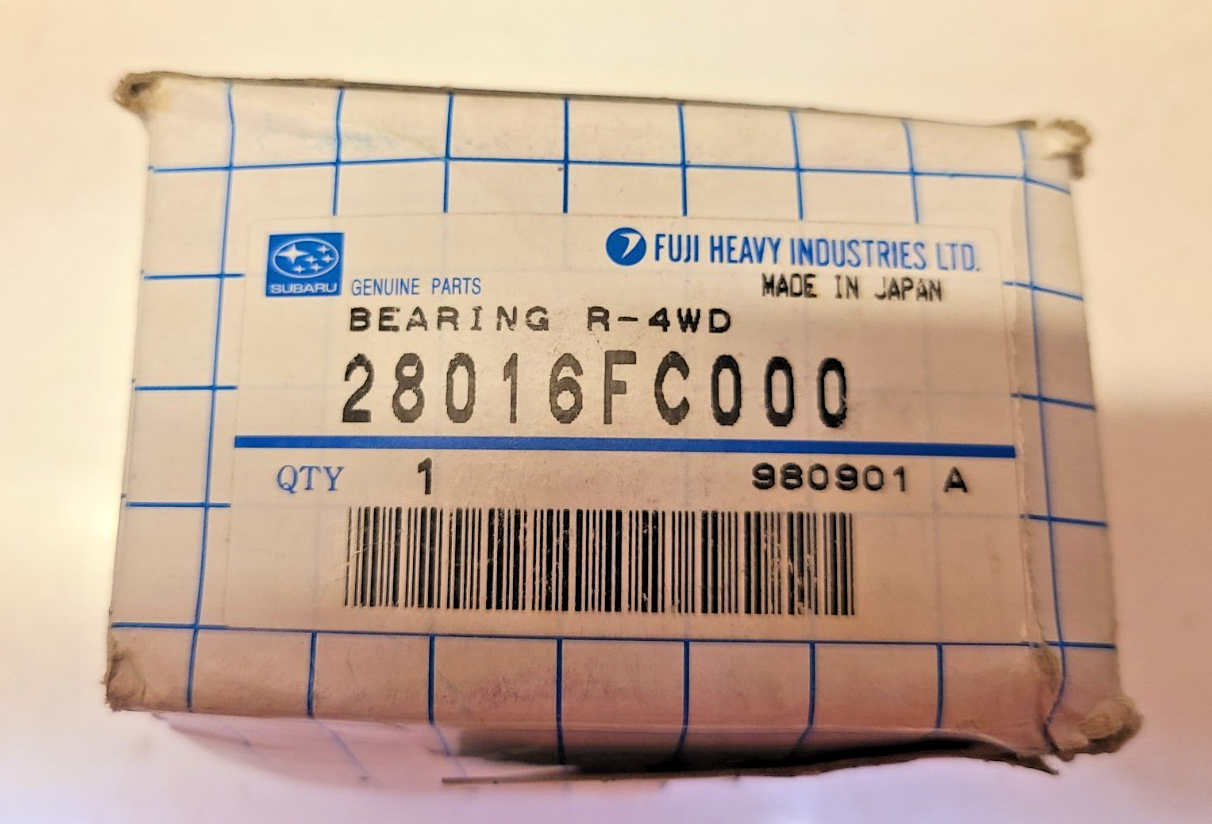 FUJI HEAVY INDUSTRIES LTD.
SUBARU
GENUINE PARTS
MADE IN JAPAN
BEARING R-4WD
28016FC000
QTY 1
980901 A